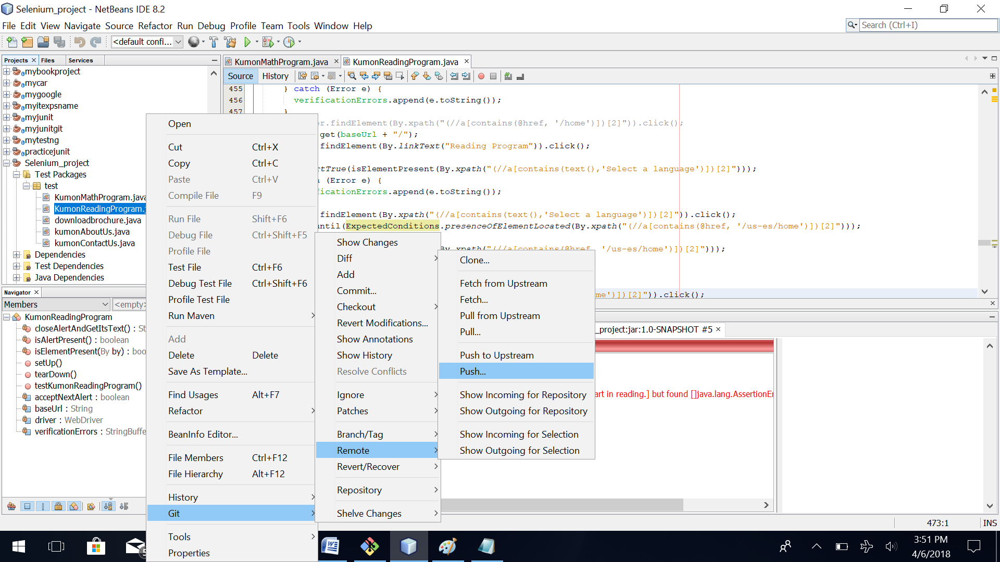 Selenium_project - NetBeans IDE 8.2
File Edit View Navigate Source Refactor Run Debug Profile Team Tools Window Help
Search (Ctrl+I)
<default confi...
Projects Files Services
mybookproject
mycar
mygoogle
myitexpsname
myjunit
myjunitgit
mytestng
practicejunit
Selenium_project
Test Packages
test
KumonMathProgram.java
KumonReadingProgram.j
downloadbrochure.java
kumonAboutUs.java
kumonContactUs.java
Dependencies
Test Dependencies
Java Dependencies
Navigator
Members
<empty>
KumonReadingProgram
closeAlertAndGetItsText() : St
isAlertPresent() : boolean
isElementPresent(By by) : boo
setUp()
tearDown()
testKumonReadingProgram()
acceptNextAlert : boolean
baseUrl : String
driver : WebDriver
verificationErrors : StringBuffe
KumonMathProgram.java KumonReadingProgram.java
Source History
455 } catch (Error e) {
456 verificationErrors.append(e.toString());
457 }
er.findElement(By.xpath("(//a[contains(@href, '/home')])[2]")).click();
get(baseUrl + "/");
findElement(By.linkText("Reading Program")).click();
rtTrue(isElementPresent(By.xpath("(//a[contains(text(),'Select a language')])[2]")));
(Error e) {
ficationErrors.append(e.toString());
findElement(By.xpath("(//a[contains(text(),'Select a language')])[2]")).click();
until(ExpectedConditions.presenceOfElementLocated(By.xpath("(//a[contains(@href, '/us-es/home')])[2]")));
By.xpath("(//a[contains(@href, '/us-es/home')])[2]")));
me')])[2]")).click();
_project:jar:1.0-SNAPSHOT #5
art in reading.] but found []java.lang.AssertionEr
Open
Cut Ctrl+X
Copy Ctrl+C
Paste Ctrl+V
Compile File F9
Run File Shift+F6
Debug File Ctrl+Shift+F5
Profile File
Test File Ctrl+F6
Debug Test File Ctrl+Shift+F6
Profile Test File
Run Maven
Add
Delete Delete
Save As Template...
Find Usages Alt+F7
Refactor
BeanInfo Editor...
File Members Ctrl+F12
File Hierarchy Alt+F12
History
Git
Tools
Properties
Show Changes
Diff
Add
Commit...
Checkout
Revert Modifications...
Show Annotations
Show History
Resolve Conflicts
Ignore
Patches
Branch/Tag
Remote
Revert/Recover
Repository
Shelve Changes
Clone...
Fetch from Upstream
Fetch...
Pull from Upstream
Pull...
Push to Upstream
Push...
Show Incoming for Repository
Show Outgoing for Repository
Show Incoming for Selection
Show Outgoing for Selection
473:1 INS
3:51 PM
4/6/2018